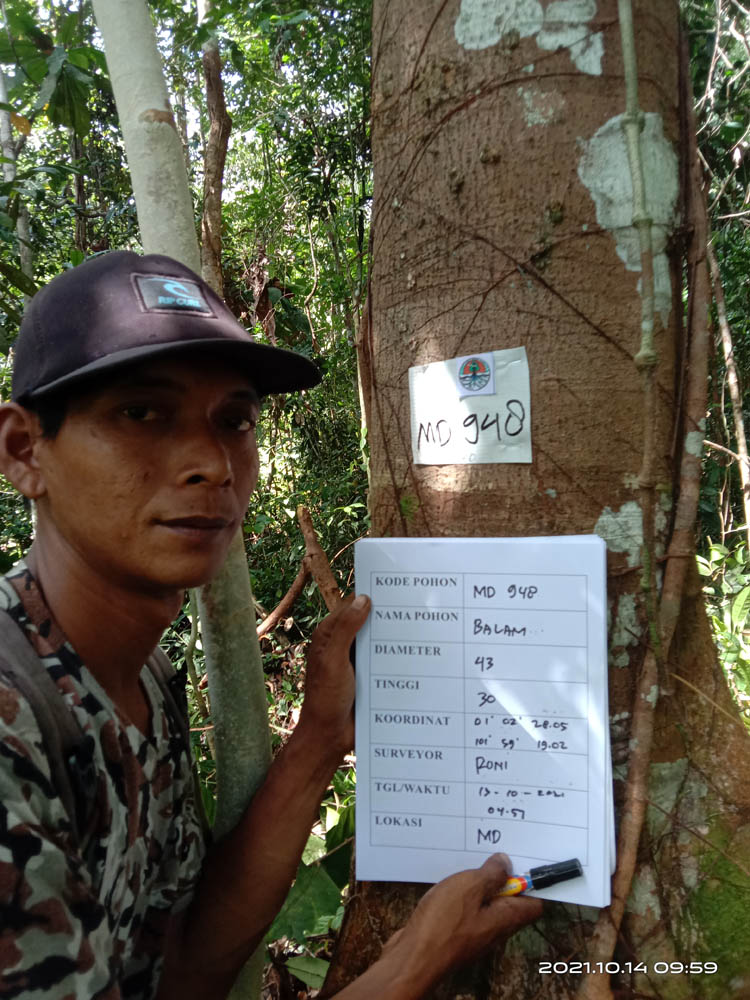 RIP CURL
MD 948
KODE POHON MD 948
NAMA POHON BALAM
DIAMETER 43
TINGGI 30
KOORDINAT 01° 02' 28.05
101° 59' 19.02
SURVEYOR RONI
TGL/WAKTU 13-10-2021
04.57
LOKASI MD
2021.10.14 09:59